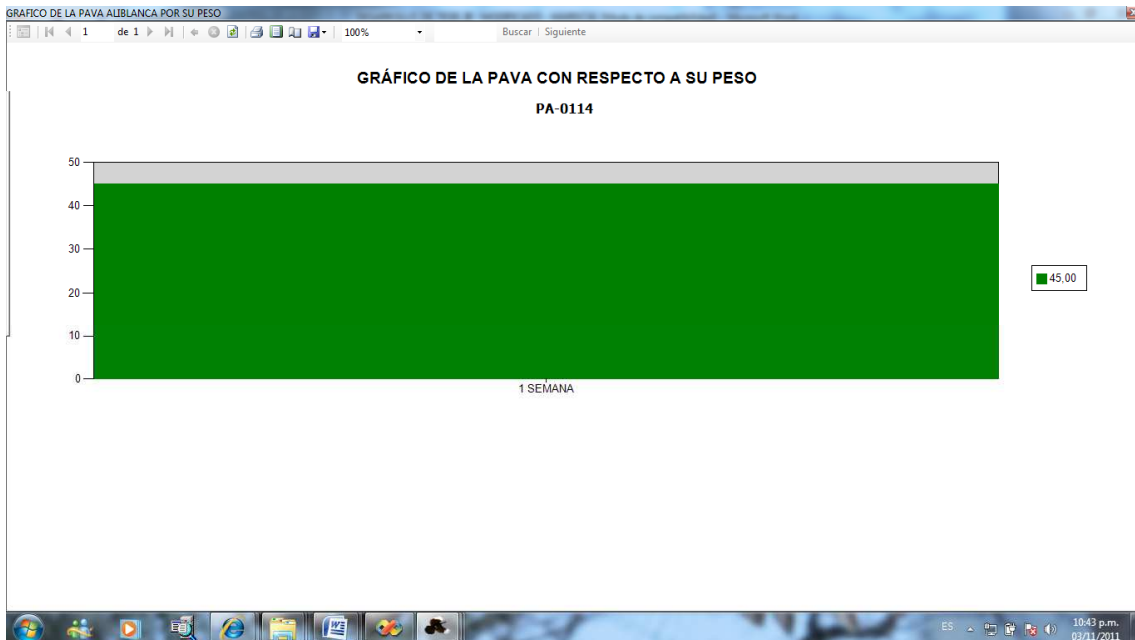 GRAFICO DE LA PAVA ALIBLANCA POR SU PESO
1 de 1 100% Buscar | Siguiente
GRÁFICO DE LA PAVA CON RESPECTO A SU PESO
PA-0114
50
40
30
20
10
0
1 SEMANA
45,00
ES
10:43 p.m.
03/11/2011